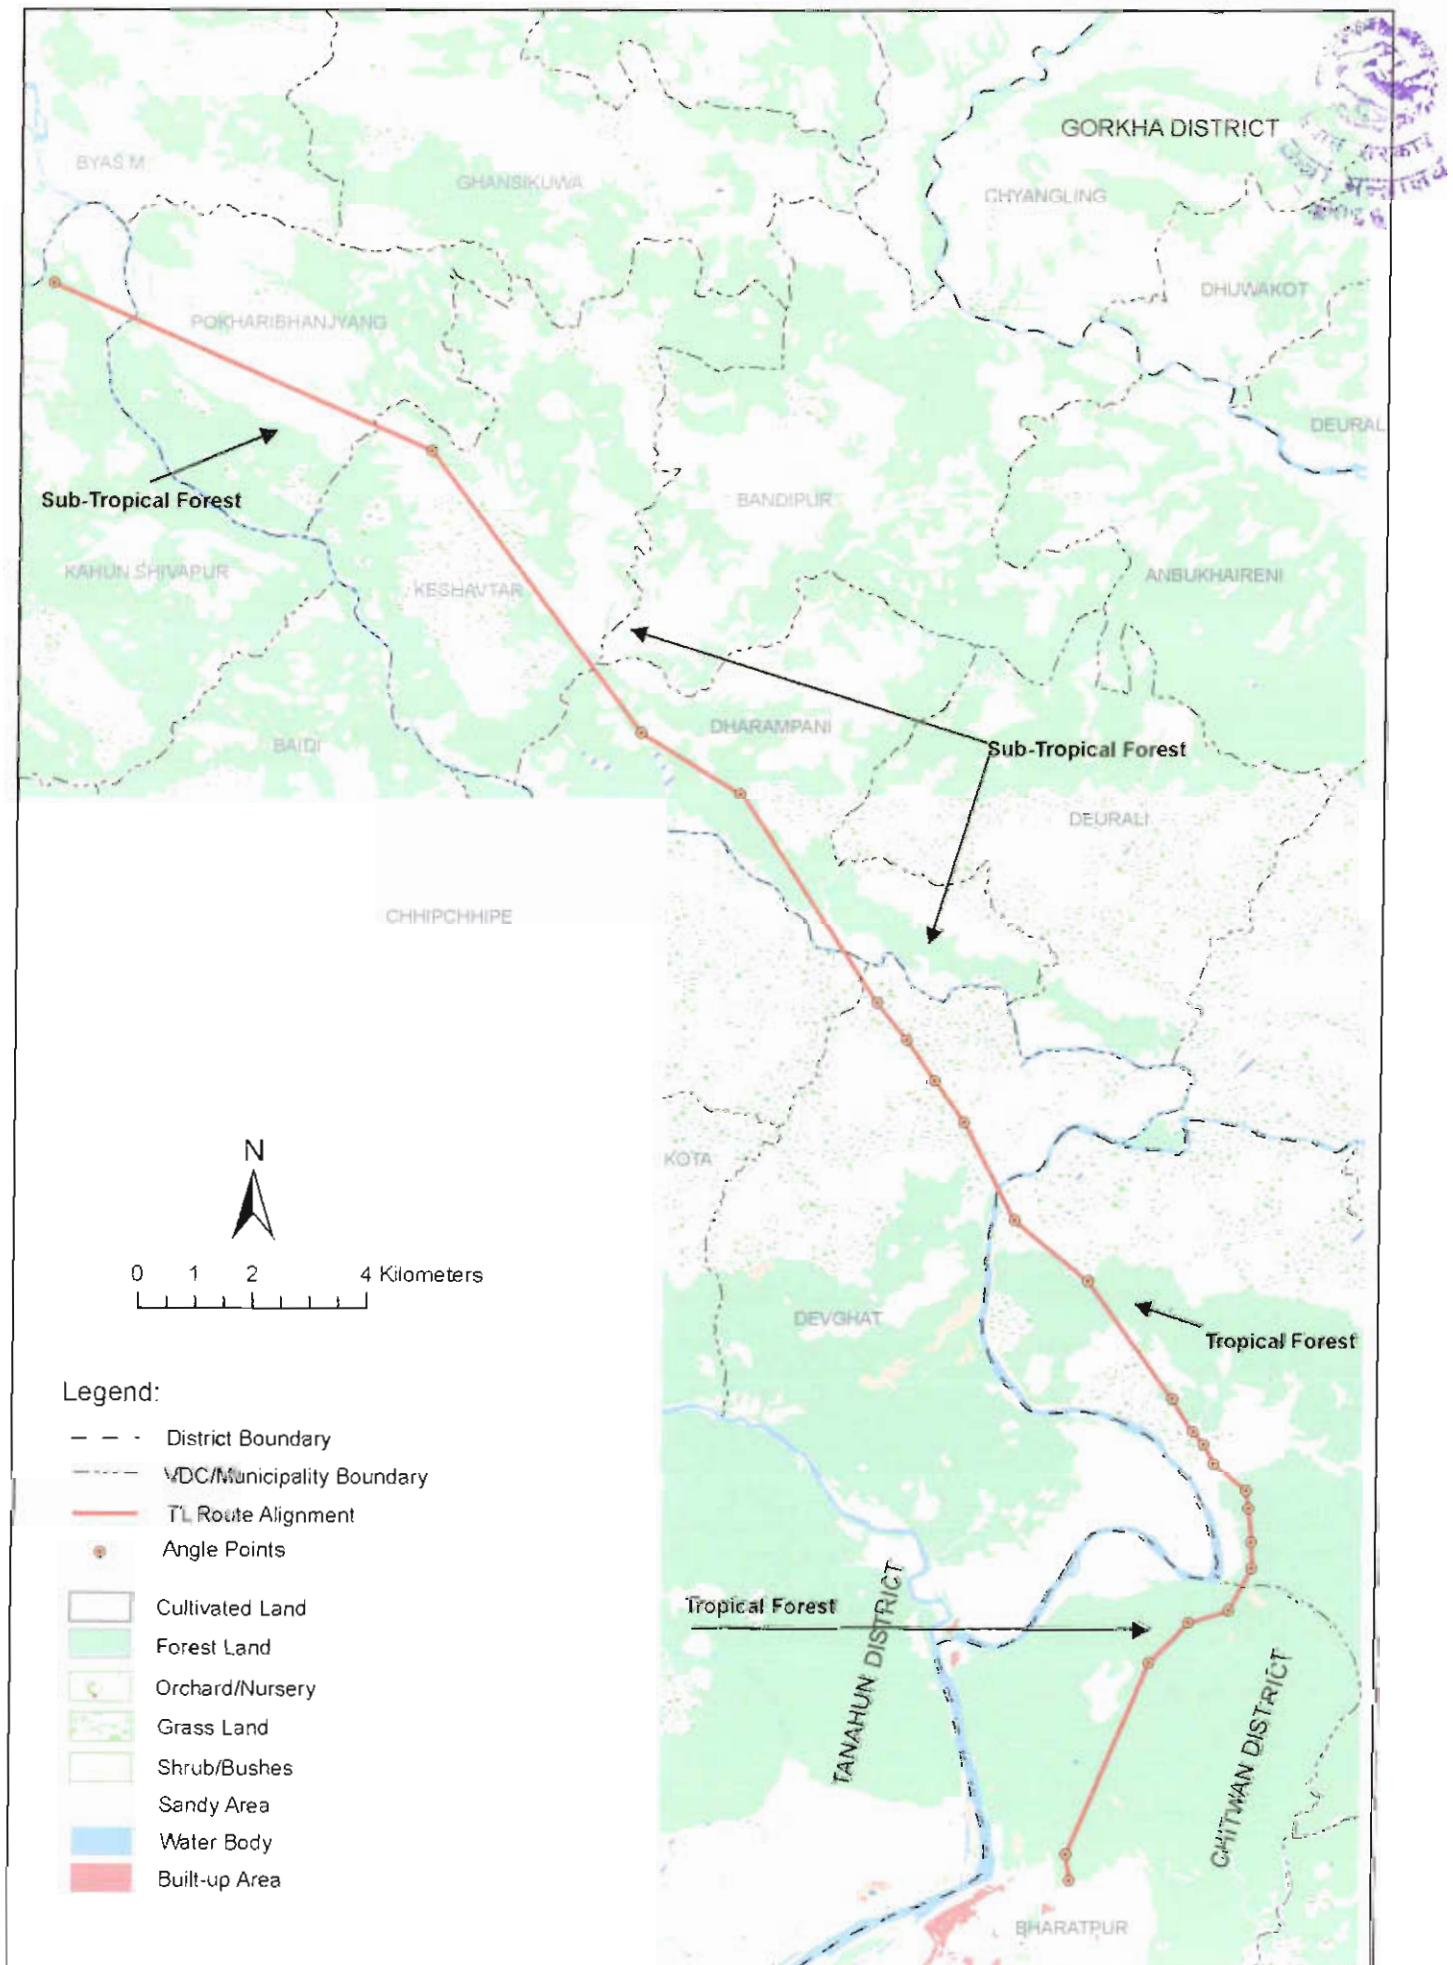 GORKHA DISTRICT
BYAS M
GHANSIKUWA
CHYANGLING
DHUWAKOT
POKHARIBHANJYANG
DEURAL
Sub-Tropical Forest
BANDIPUR
KAHUN SHIVAPUR
KESHAVTAR
ANBUKHAIRENI
BAIDI
DHARAMPANI
Sub-Tropical Forest
DEURALI
CHHIPCHHIPE
N
KOTA
0 1 2 4 Kilometers
DEVGHAT
Tropical Forest
Legend:
District Boundary
VDC/Municipality Boundary
TL Route Alignment
Angle Points
Cultivated Land
Forest Land
Orchard/Nursery
Grass Land
Shrub/Bushes
Sandy Area
Water Body
Built-up Area
Tropical Forest
TANAHUN DISTRICT
CHITWAN DISTRICT
BHARATPUR